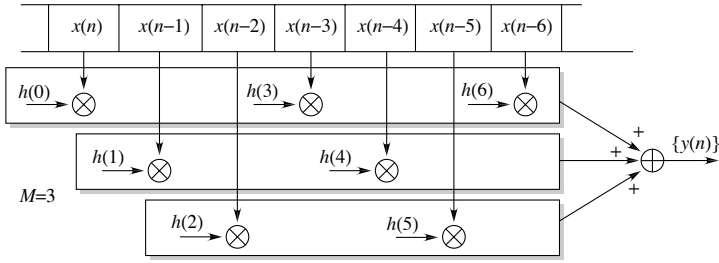 x(n) x(n−1) x(n−2) x(n−3) x(n−4) x(n−5) x(n−6)
h(0) h(3) h(6)
+
{y(n)}
h(1) h(4) +
M=3
+
h(2) h(5)